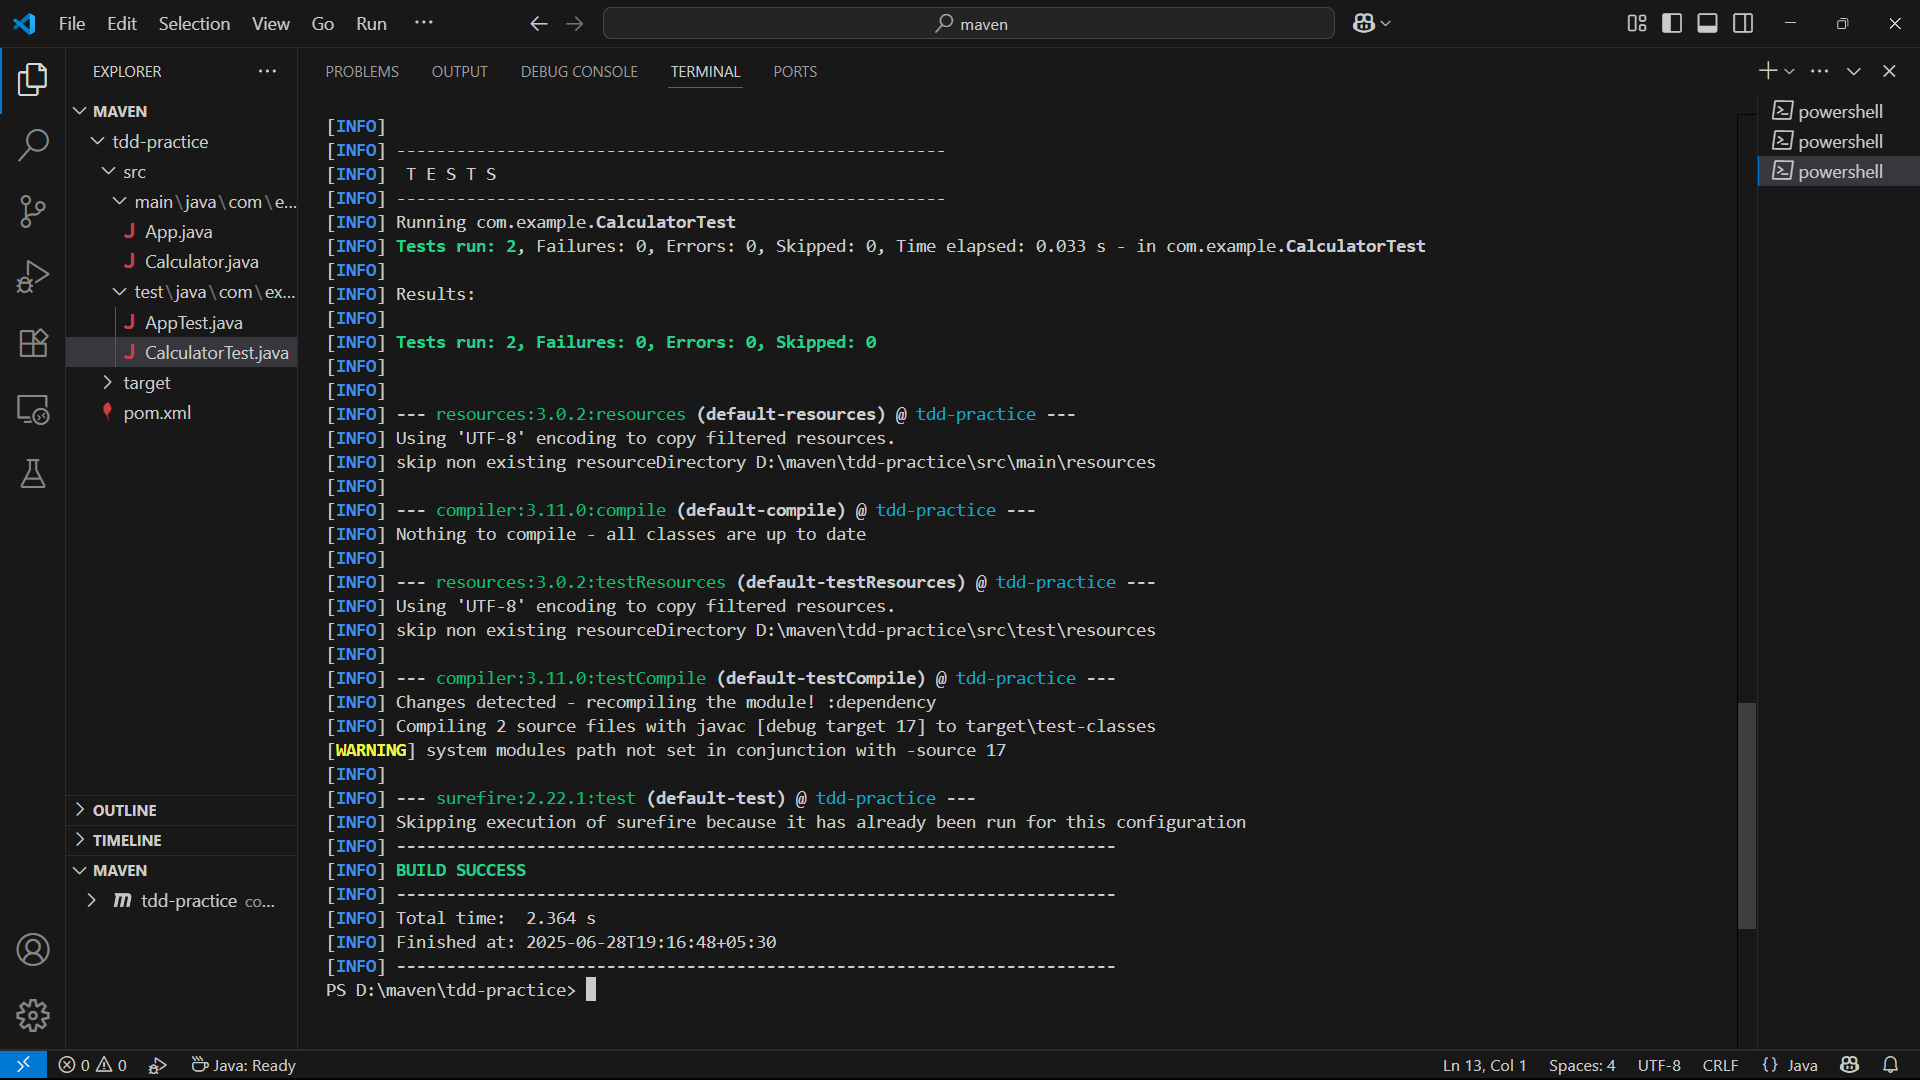 File Edit Selection View Go Run ··· maven
EXPLORER ···
MAVEN
tdd-practice
src
main\java\com\e...
App.java
Calculator.java
test\java\com\ex...
AppTest.java
CalculatorTest.java
target
pom.xml
OUTLINE
TIMELINE
MAVEN
tdd-practice co...
PROBLEMS OUTPUT DEBUG CONSOLE TERMINAL PORTS
[INFO]
[INFO] -------------------------------------------------------
[INFO]  T E S T S
[INFO] -------------------------------------------------------
[INFO] Running com.example.CalculatorTest
[INFO] Tests run: 2, Failures: 0, Errors: 0, Skipped: 0, Time elapsed: 0.033 s - in com.example.CalculatorTest
[INFO]
[INFO] Results:
[INFO]
[INFO] Tests run: 2, Failures: 0, Errors: 0, Skipped: 0
[INFO]
[INFO]
[INFO] --- resources:3.0.2:resources (default-resources) @ tdd-practice ---
[INFO] Using 'UTF-8' encoding to copy filtered resources.
[INFO] skip non existing resourceDirectory D:\maven\tdd-practice\src\main\resources
[INFO]
[INFO] --- compiler:3.11.0:compile (default-compile) @ tdd-practice ---
[INFO] Nothing to compile - all classes are up to date
[INFO]
[INFO] --- resources:3.0.2:testResources (default-testResources) @ tdd-practice ---
[INFO] Using 'UTF-8' encoding to copy filtered resources.
[INFO] skip non existing resourceDirectory D:\maven\tdd-practice\src\test\resources
[INFO]
[INFO] --- compiler:3.11.0:testCompile (default-testCompile) @ tdd-practice ---
[INFO] Changes detected - recompiling the module! :dependency
[INFO] Compiling 2 source files with javac [debug target 17] to target\test-classes
[WARNING] system modules path not set in conjunction with -source 17
[INFO]
[INFO] --- surefire:2.22.1:test (default-test) @ tdd-practice ---
[INFO] Skipping execution of surefire because it has already been run for this configuration
[INFO] ------------------------------------------------------------------------
[INFO] BUILD SUCCESS
[INFO] ------------------------------------------------------------------------
[INFO] Total time:  2.364 s
[INFO] Finished at: 2025-06-28T19:16:48+05:30
[INFO] ------------------------------------------------------------------------
PS D:\maven\tdd-practice>
powershell
powershell
powershell
0 0 Java: Ready Ln 13, Col 1 Spaces: 4 UTF-8 CRLF {} Java